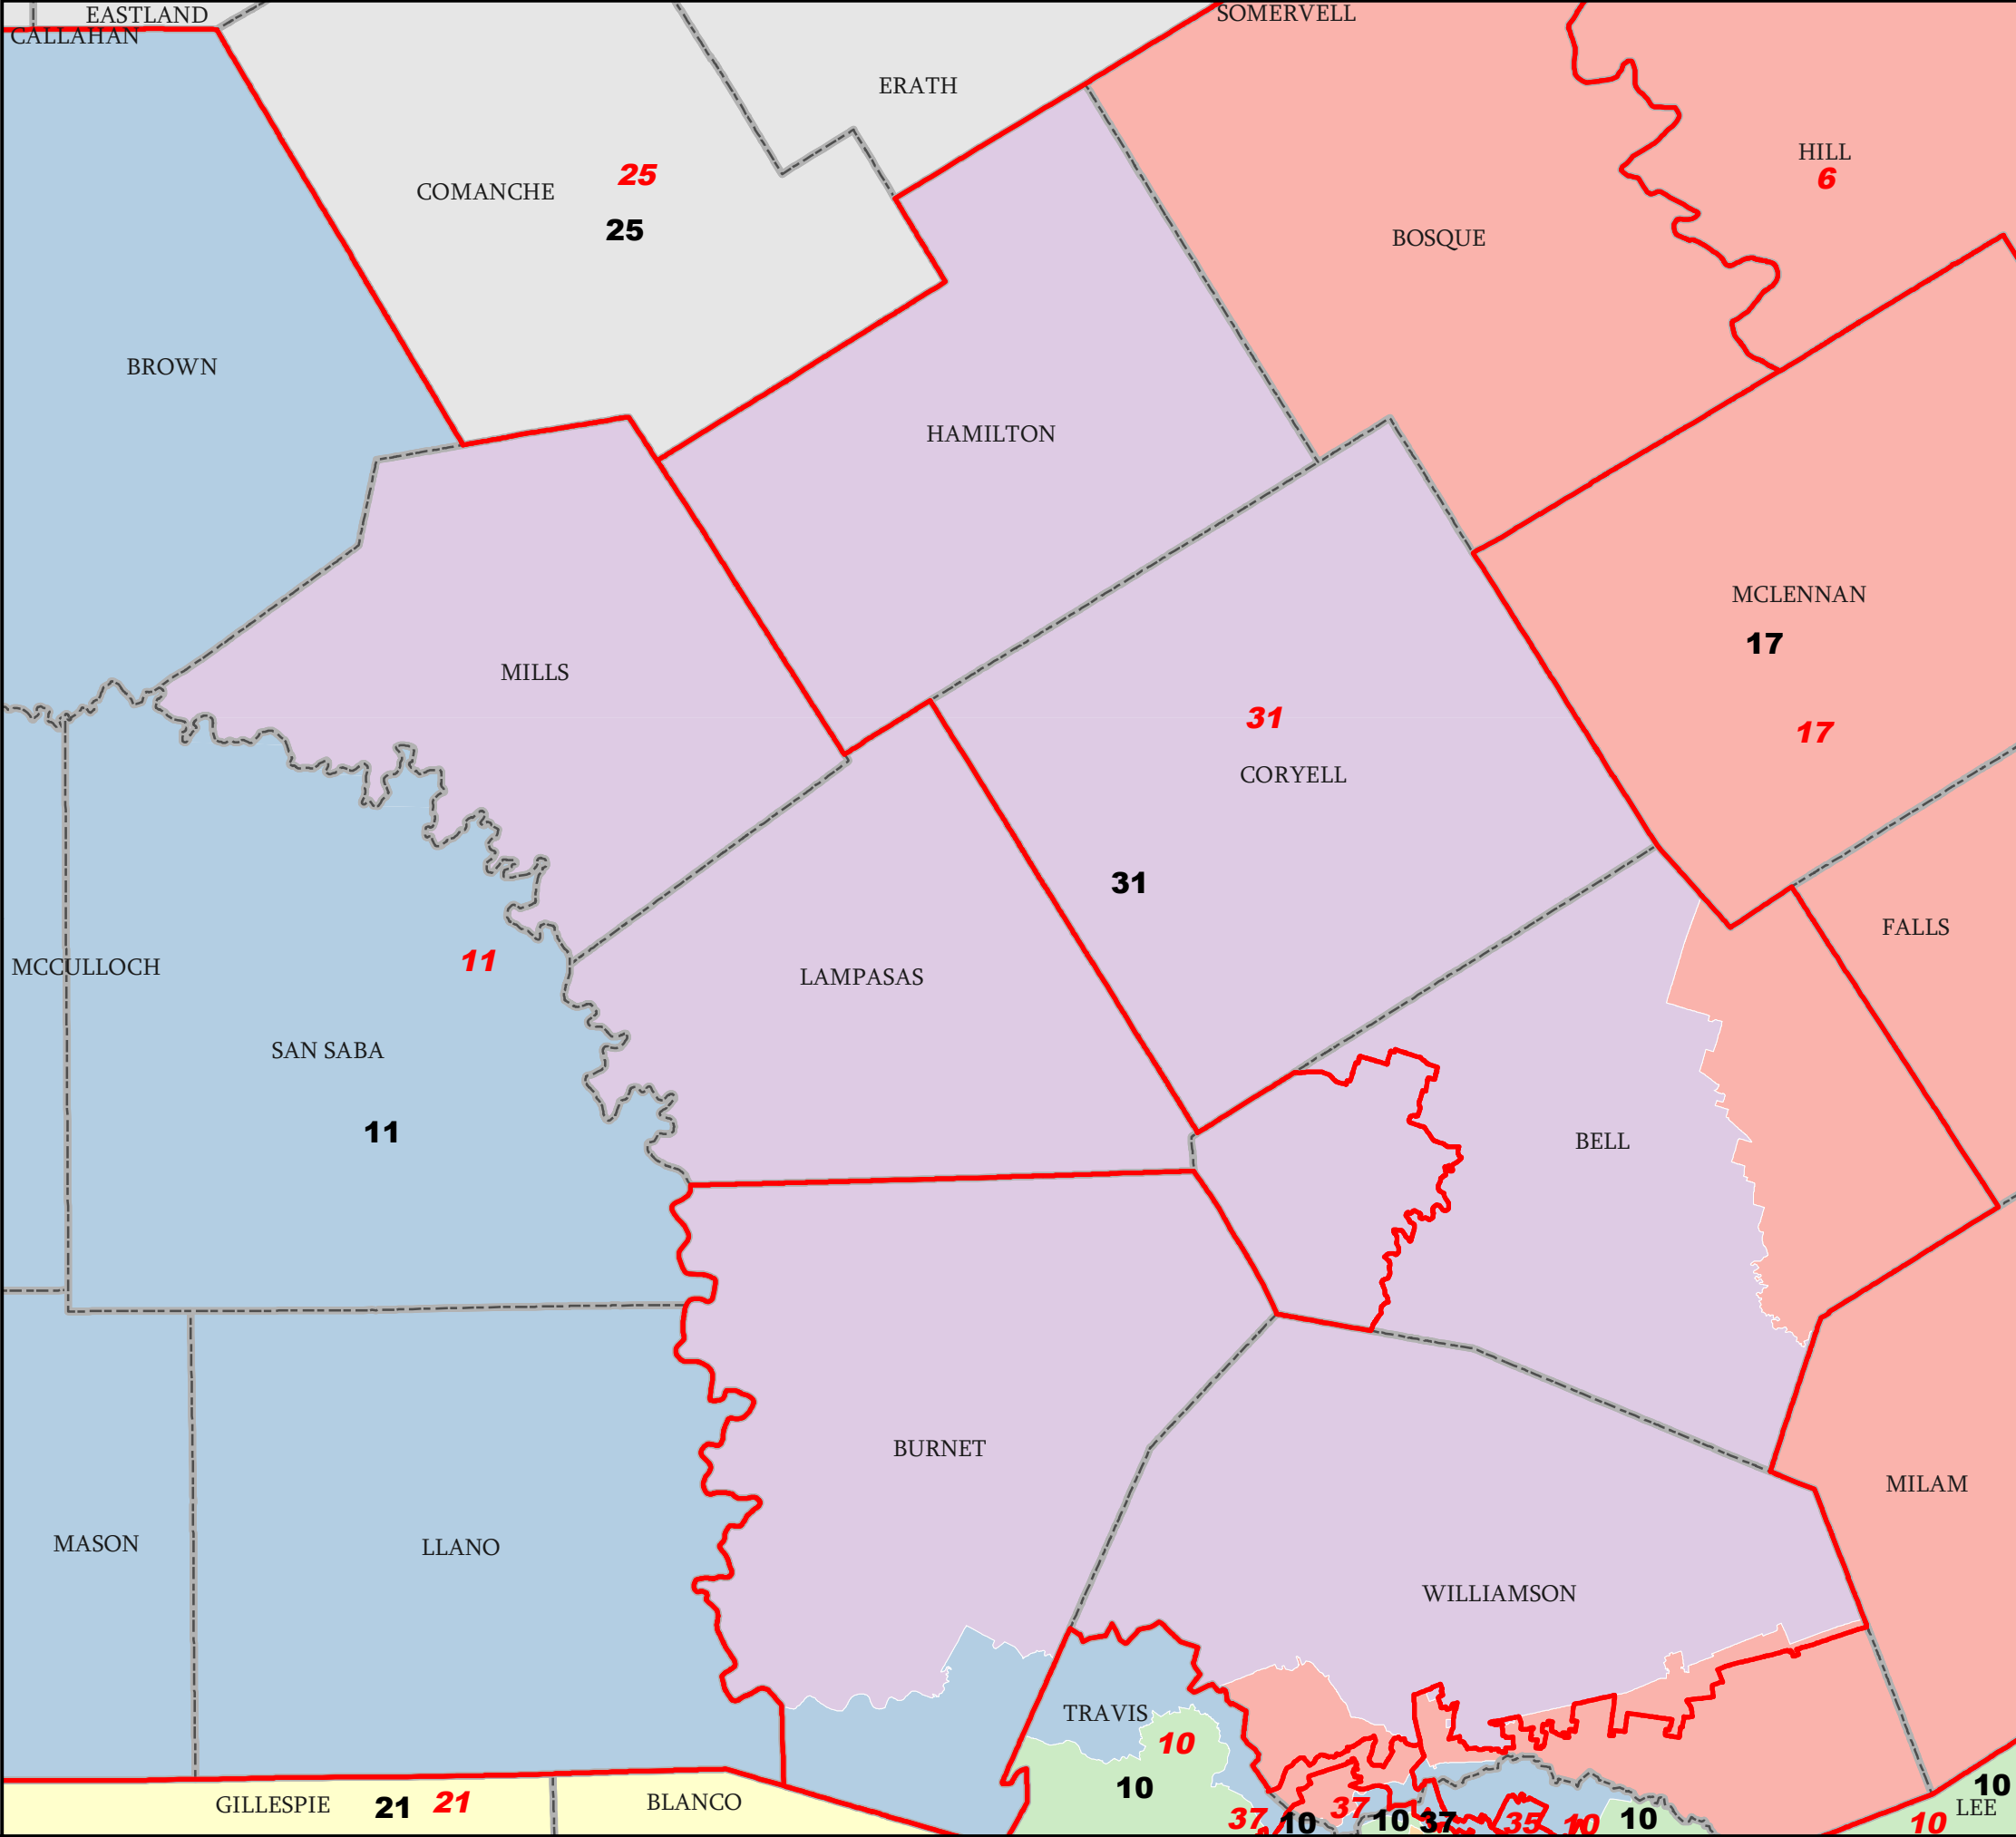 EASTLAND
SOMERVELL
CALLAHAN
ERATH
HILL
6
25
COMANCHE
25
BOSQUE
BROWN
HAMILTON
MCLENNAN
17
MILLS
31
17
CORYELL
31
FALLS
11
MCCULLOCH
LAMPASAS
SAN SABA
11
BELL
BURNET
MILAM
MASON
LLANO
WILLIAMSON
TRAVIS
10
10
10
GILLESPIE
21
21
BLANCO
LEE
37
10
37
10
37
35
10
10
10